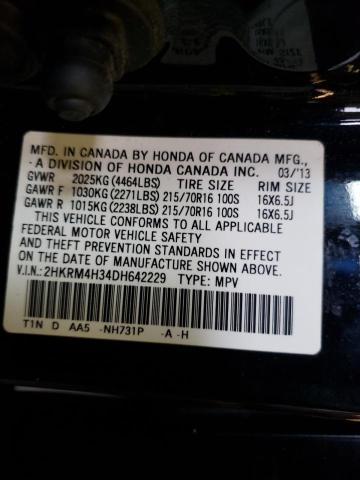 MFD. IN CANADA BY HONDA OF CANADA MFG.,
-A DIVISION OF HONDA CANADA INC. 03/'13
GVWR 2025KG(4464LBS) TIRE SIZE RIM SIZE
GAWR F 1030KG(2271LBS) 215/70R16 100S 16X6.5J
GAWR R 1015KG(2238LBS) 215/70R16 100S 16X6.5J
THIS VEHICLE CONFORMS TO ALL APPLICABLE
FEDERAL MOTOR VEHICLE SAFETY
AND THEFT PREVENTION STANDARDS IN EFFECT
ON THE DATE OF MANUFACTURE SHOWN ABOVE.
V.I.N.: 2HKRM4H34DH642229 TYPE: MPV
T1N D AA5 -NH731P -A -H